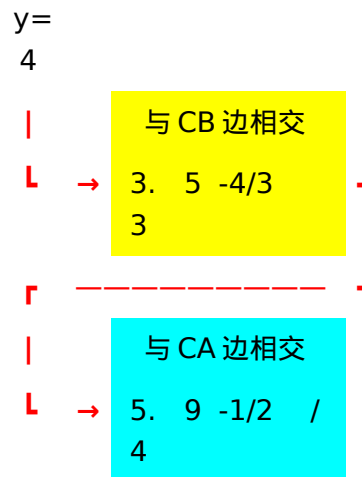 y=
4
|
与 CB 边相交
┗ → 3. 5 -4/3
3
┏ —————————
|
与 CA 边相交
┗ → 5. 9 -1/2 /
4